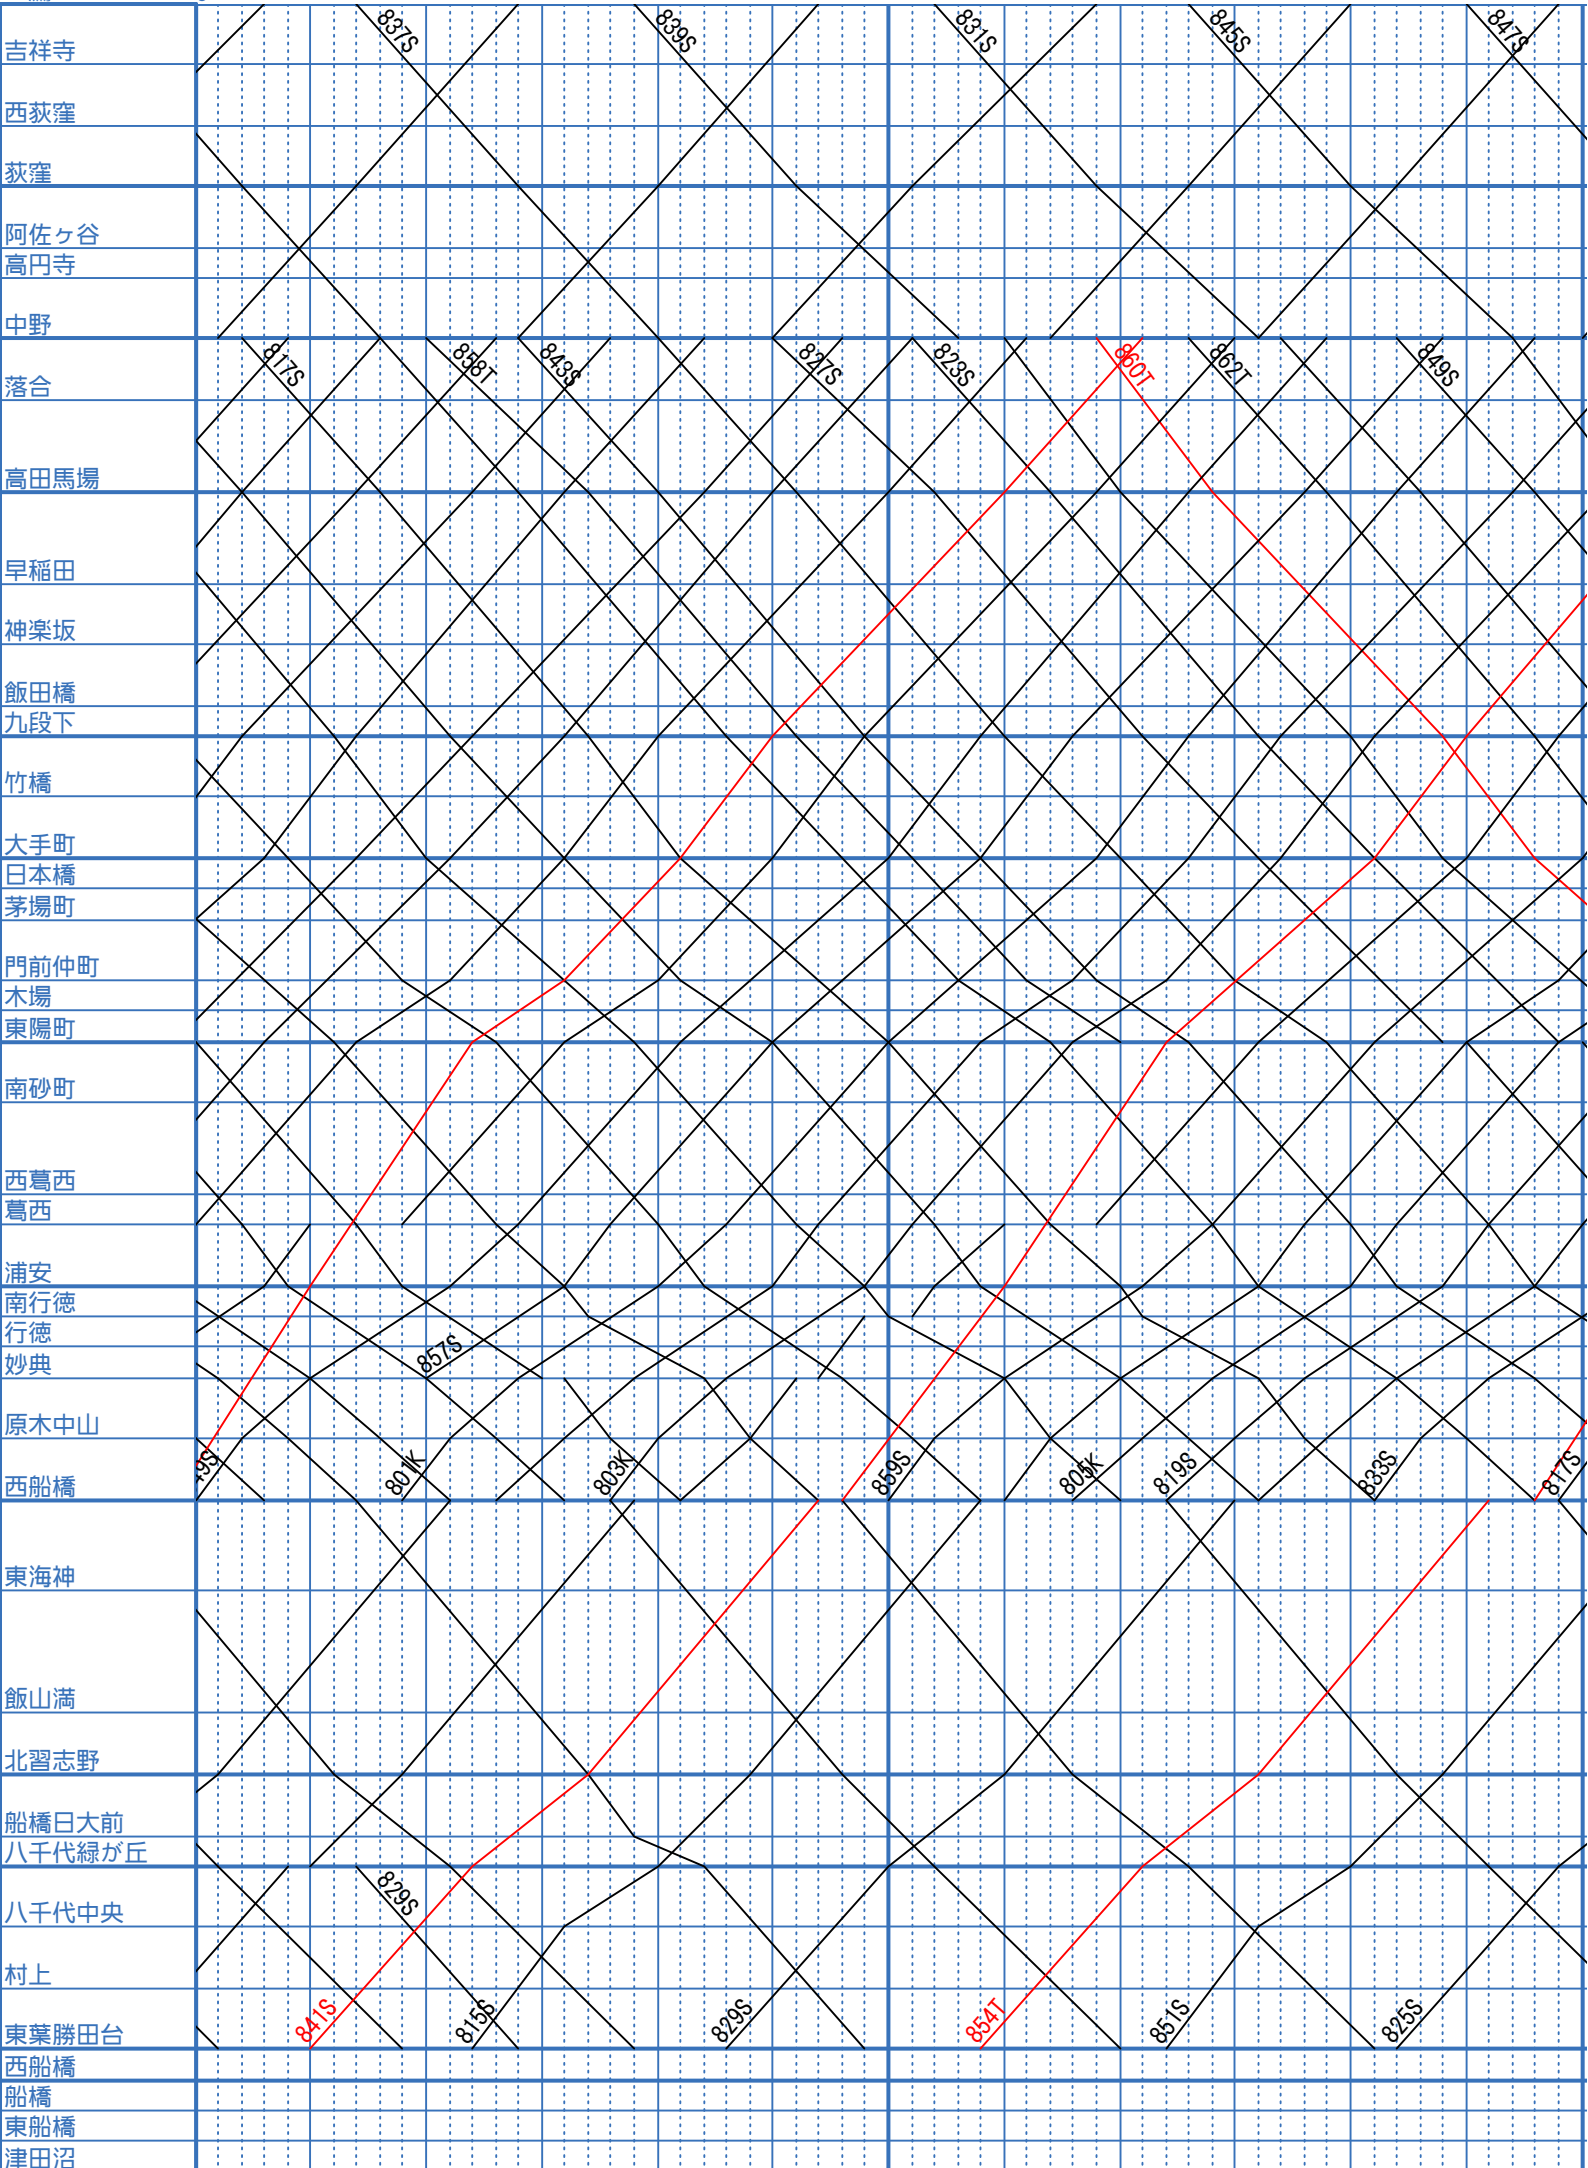 837S
839S
831S
845S
847S
吉祥寺
西荻窪
荻窪
阿佐ヶ谷
高円寺
中野
817S
858T
843S
827S
823S
860T
862T
849S
落合
高田馬場
早稲田
神楽坂
飯田橋
九段下
竹橋
大手町
日本橋
茅場町
門前仲町
木場
東陽町
南砂町
西葛西
葛西
浦安
南行徳
行徳
857S
妙典
原木中山
49S
801K
803K
859S
805K
819S
833S
817S
西船橋
東海神
飯山満
北習志野
船橋日大前
八千代緑が丘
829S
八千代中央
村上
841S
815S
829S
854T
851S
825S
東葉勝田台
西船橋
船橋
東船橋
津田沼